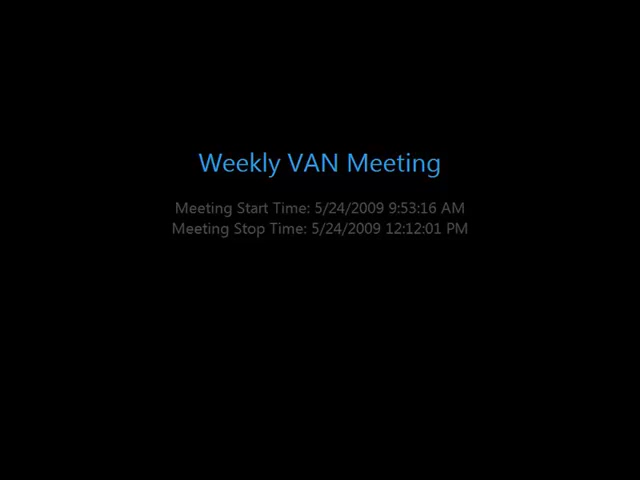 Weekly VAN Meeting
Meeting Start Time: 5/24/2009 9:53:16 AM
Meeting Stop Time: 5/24/2009 12:12:01 PM